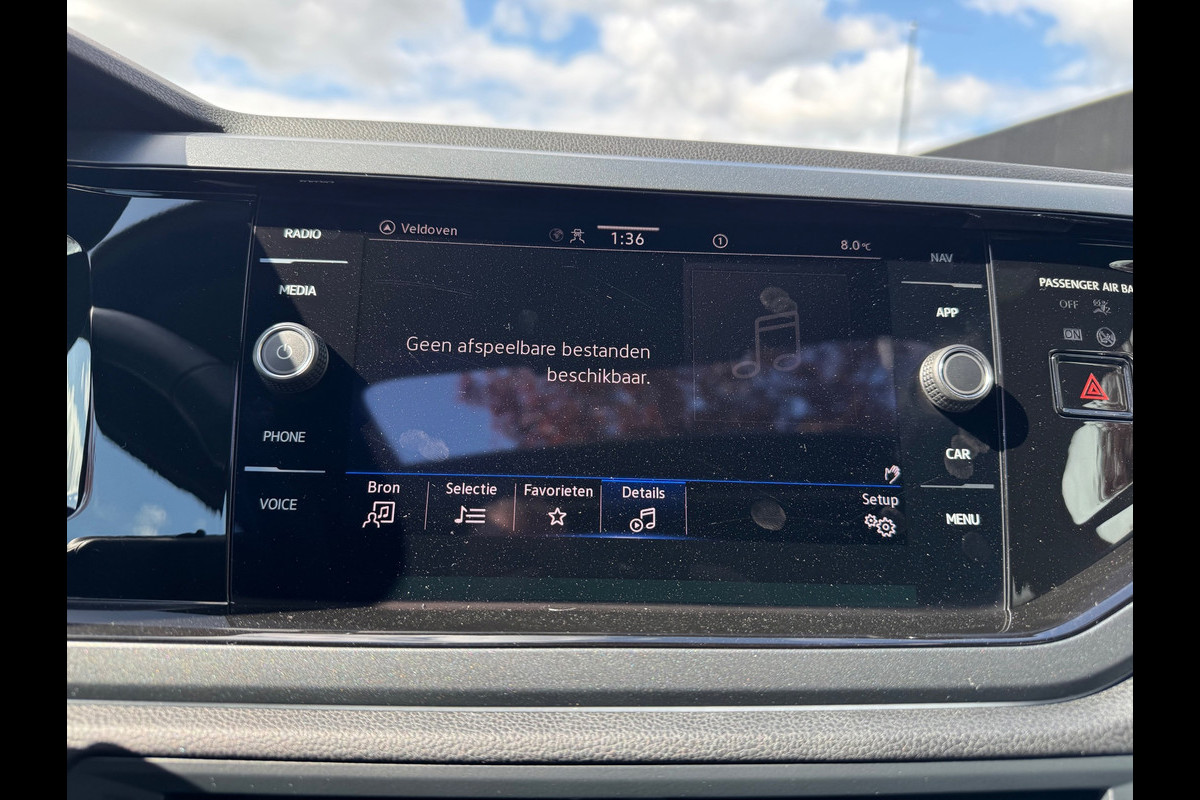 RADIO
MEDIA
PHONE
VOICE
Veldoven
1:36
1
8.0°C
Geen afspeelbare bestanden
beschikbaar.
Bron
Selectie
Favorieten
Details
Setup
NAV
APP
CAR
MENU
PASSENGER AIR BA
OFF
ON